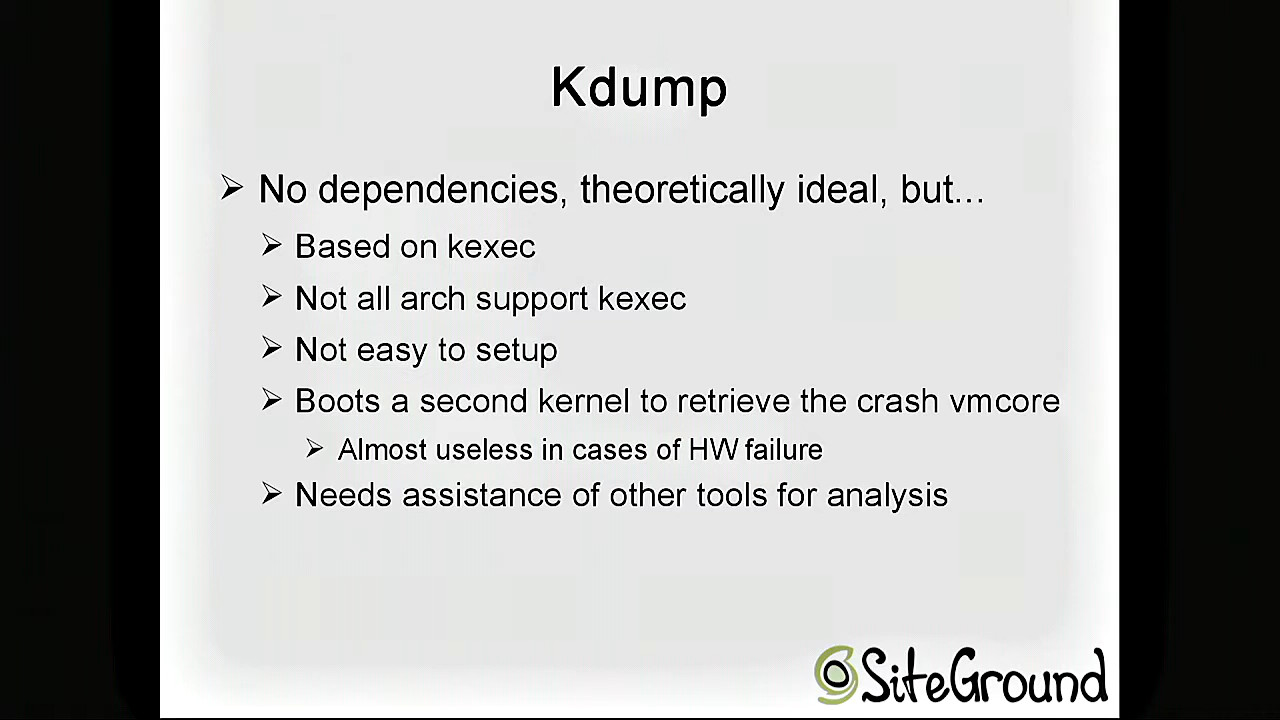 Kdump
No dependencies, theoretically ideal, but...
Based on kexec
Not all arch support kexec
Not easy to setup
Boots a second kernel to retrieve the crash vmcore
Almost useless in cases of HW failure
Needs assistance of other tools for analysis
SiteGround